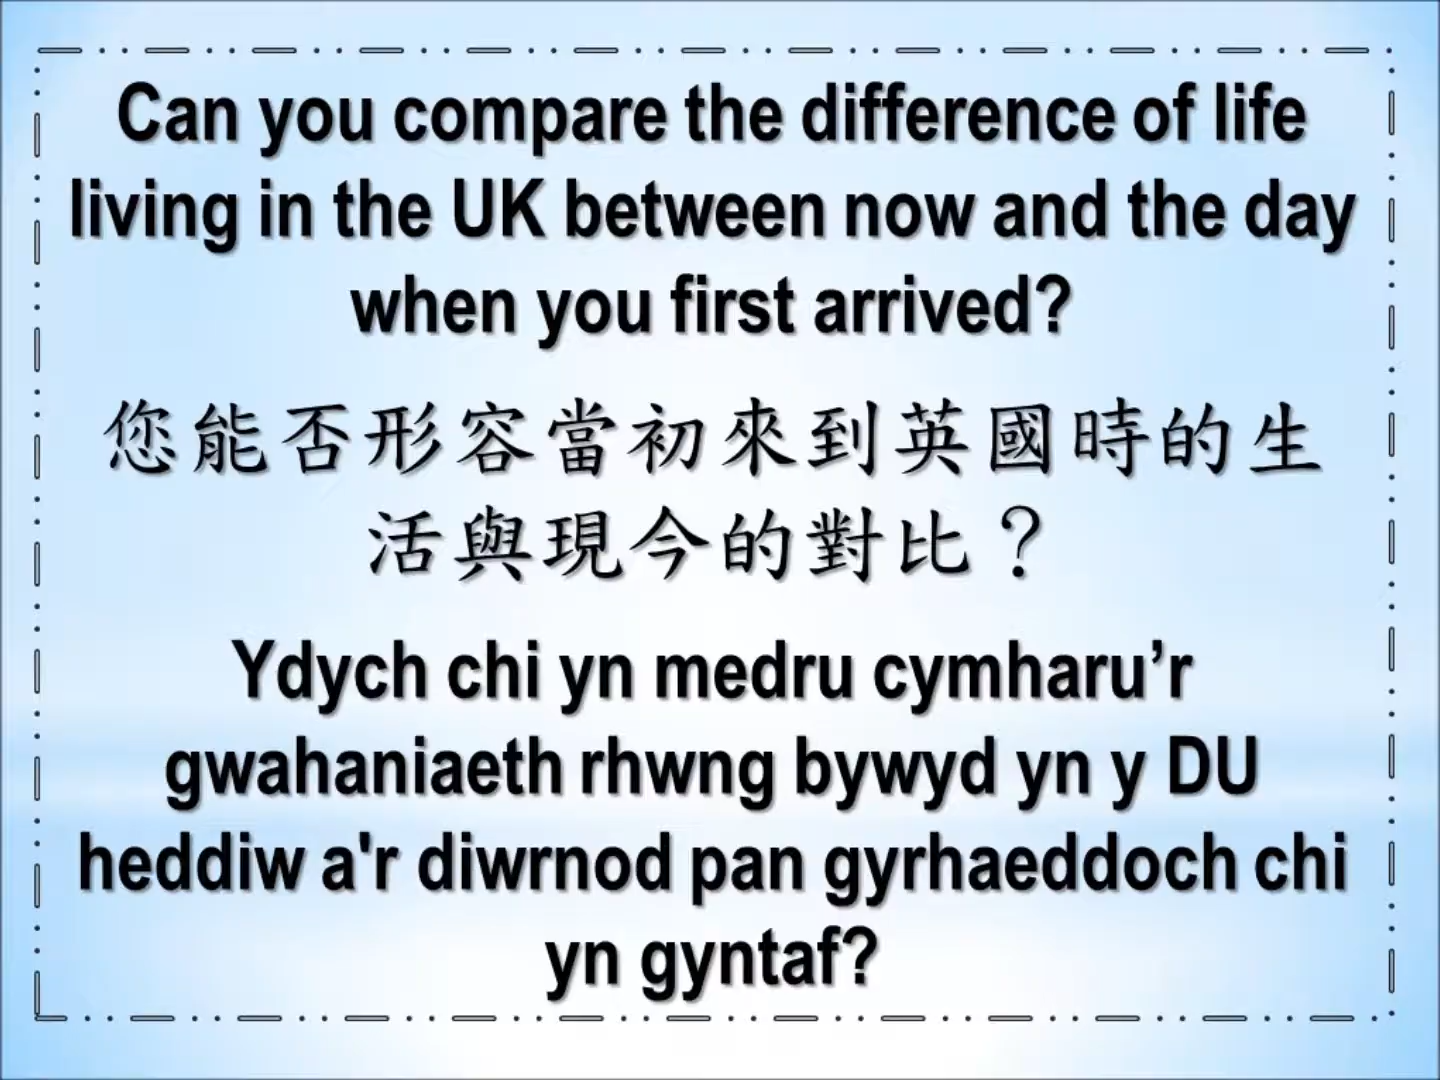 Can you compare the difference of life
living in the UK between now and the day
when you first arrived?
您能否形容當初來到英國時的生
活與現今的對比？
Ydych chi yn medru cymharu’r
gwahaniaeth rhwng bywyd yn y DU
heddiw a'r diwrnod pan gyrhaeddoch chi
yn gyntaf?